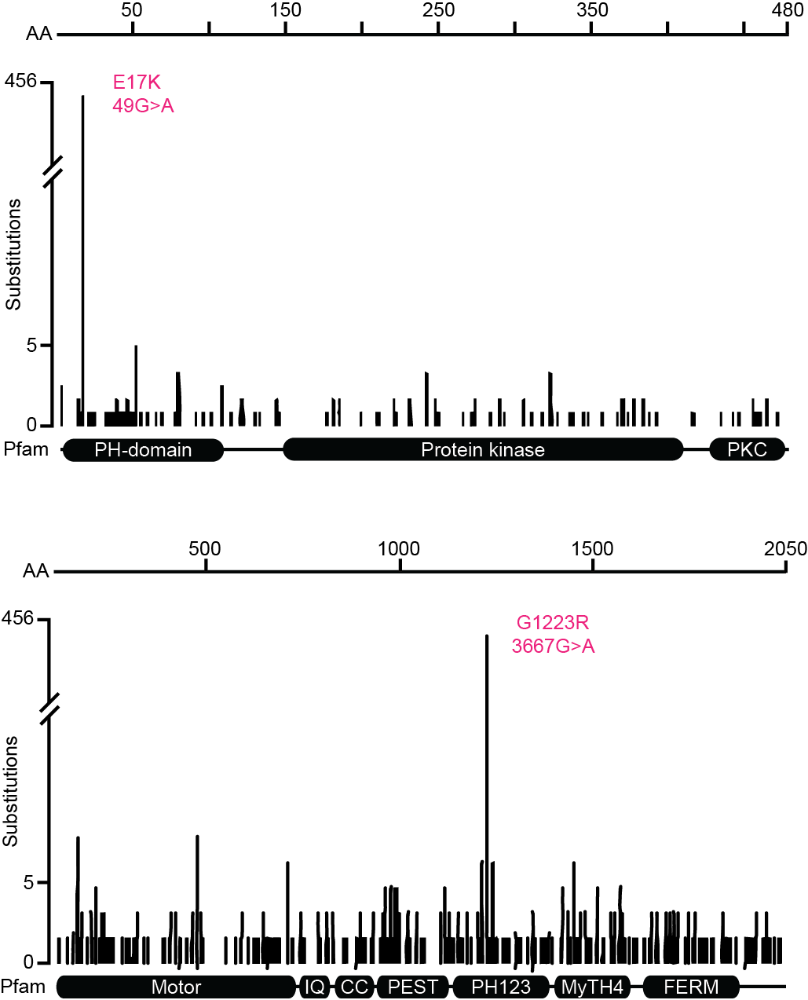 50 150 250 350 480
AA
456
E17K
49G>A
Substitutions
5
0
Pfam PH-domain Protein kinase PKC
500 1000 1500 2050
AA
456
G1223R
3667G>A
Substitutions
5
0
Pfam Motor IQ CC PEST PH123 MyTH4 FERM